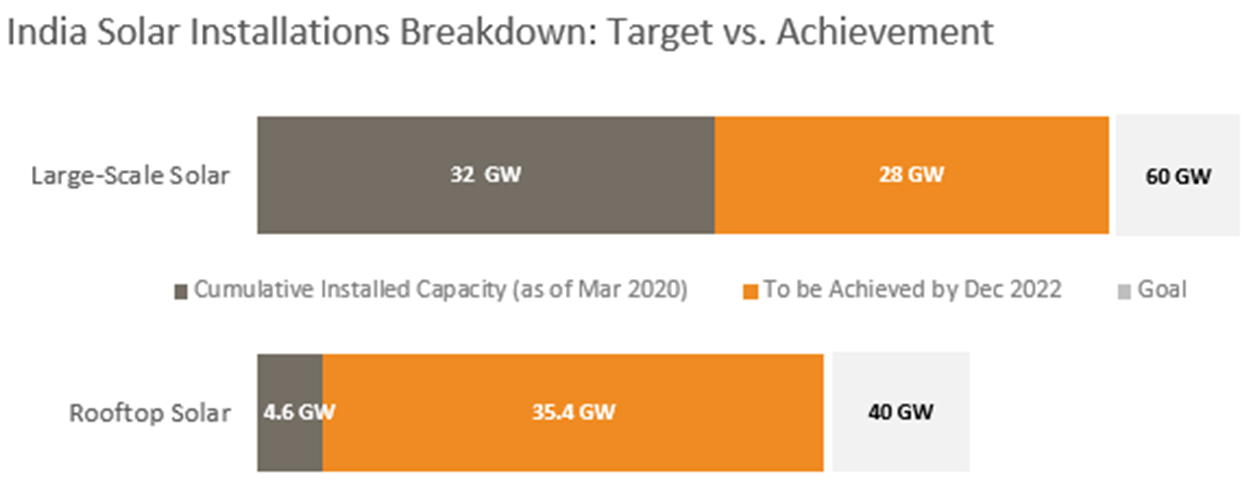 India Solar Installations Breakdown: Target vs. Achievement
Large-Scale Solar 32 GW 28 GW 60 GW
Cumulative Installed Capacity (as of Mar 2020) To be Achieved by Dec 2022 Goal
Rooftop Solar 4.6 GW 35.4 GW 40 GW